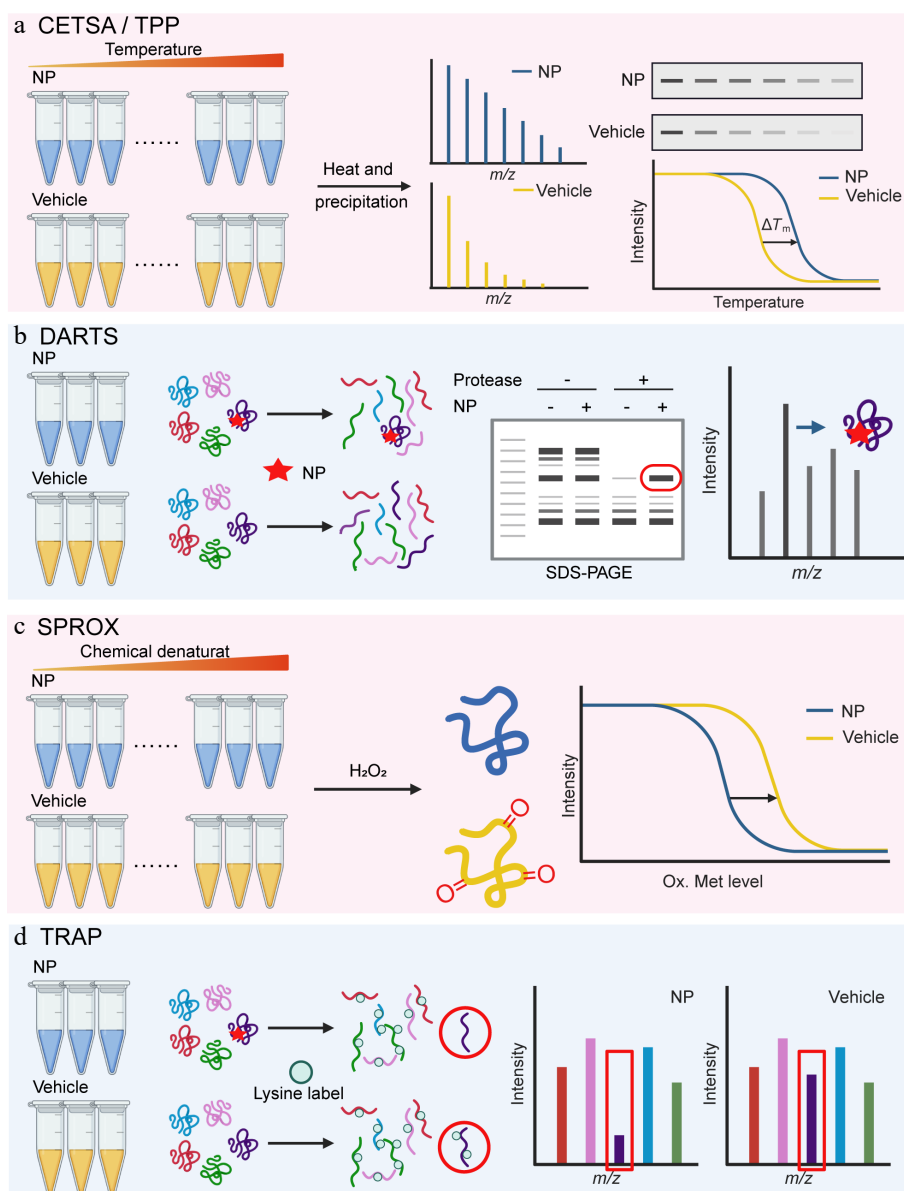 a CETSA / TPP
Temperature
NP
......
Vehicle
......
Heat and
precipitation
NP
m/z
Vehicle
m/z
NP
Vehicle
NP
Vehicle
ΔTm
Intensity
Temperature
b DARTS
NP
Vehicle
NP
Protease - +
NP - + - +
SDS-PAGE
Intensity
m/z
c SPROX
Chemical denaturat
NP
......
Vehicle
......
H₂O₂
O
O
O
NP
Vehicle
Intensity
Ox. Met level
d TRAP
NP
Vehicle
Lysine label
NP
Intensity
m/z
Vehicle
Intensity
m/z